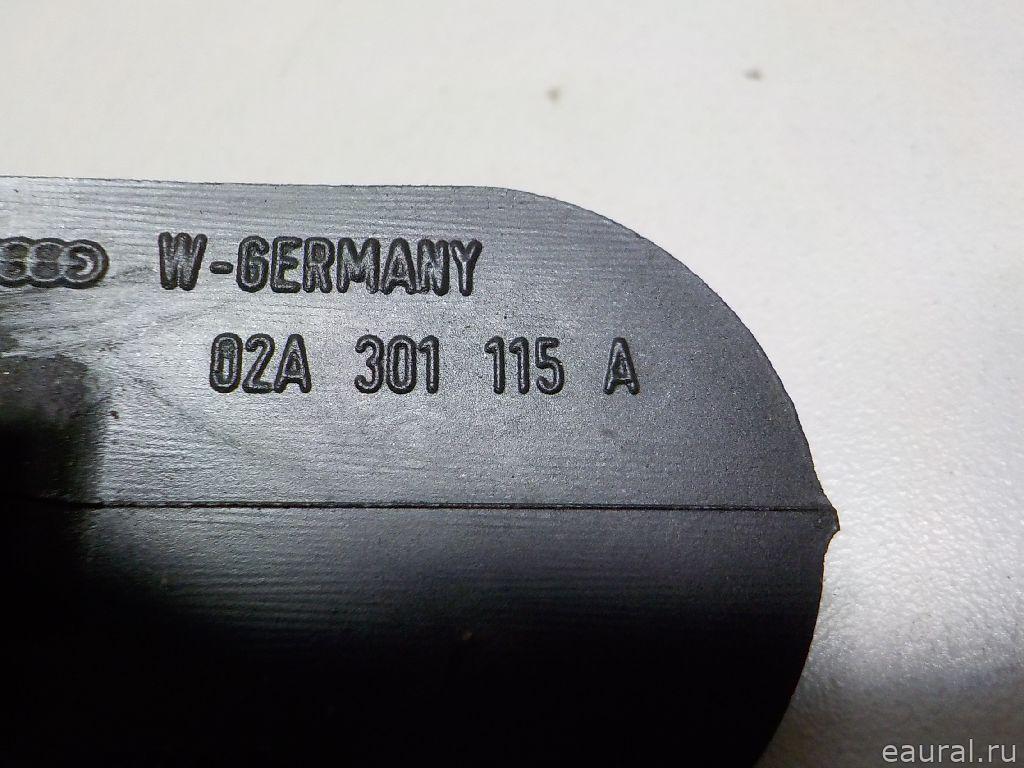 W-GERMANY
02A 301 115 A
eaural.ru